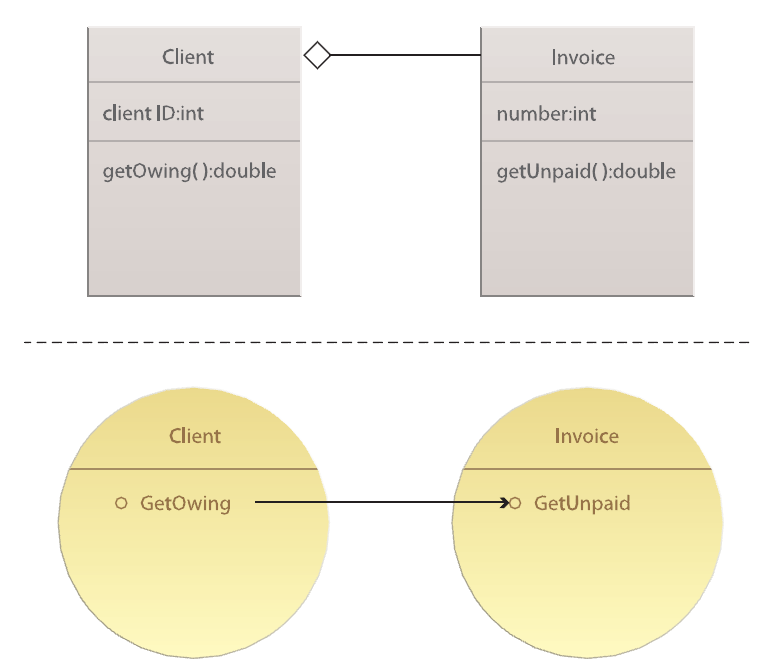 Client
Invoice
client ID:int
number:int
getOwing( ):double
getUnpaid( ):double
Client
Invoice
GetOwing
GetUnpaid